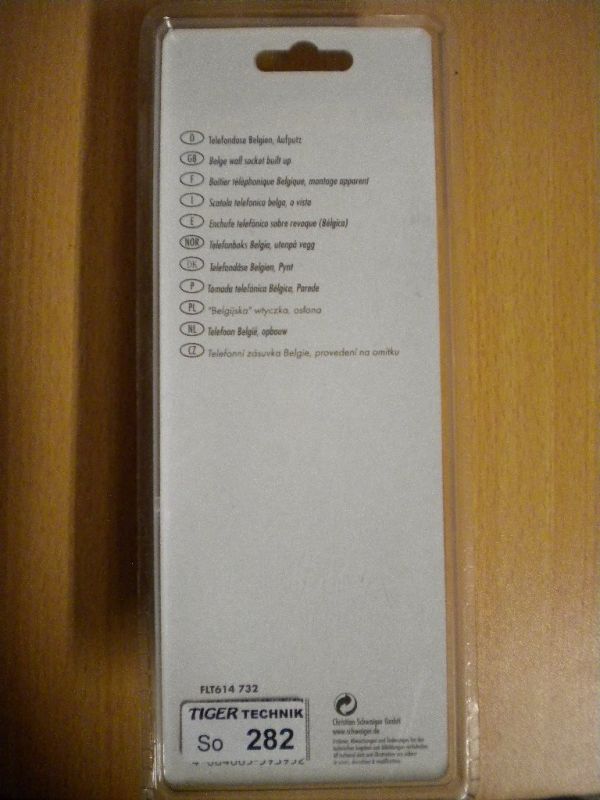 D Telefondose Belgien, Aufputz
GB Belge wall socket built up
F Boitier téléphonique Belgique, montage apparent
I Scatola telefonica belga, a vista
E Enchufe telefónico sobre revoque (Bélgica)
NOR Telefonboks Belgia, utenpå vegg
DK Telefondåse Belgien, Pynt
P Tomada telefónica Bélgica, Parede
PL "Belgijska" wtyczka, osłona
NL Telefoon België, opbouw
CZ Telefonní zásuvka Belgie, provedení na omítku
FLT614 732
TIGER TECHNIK
So 282
Christian Schwaiger GmbH
www.schwaiger.de